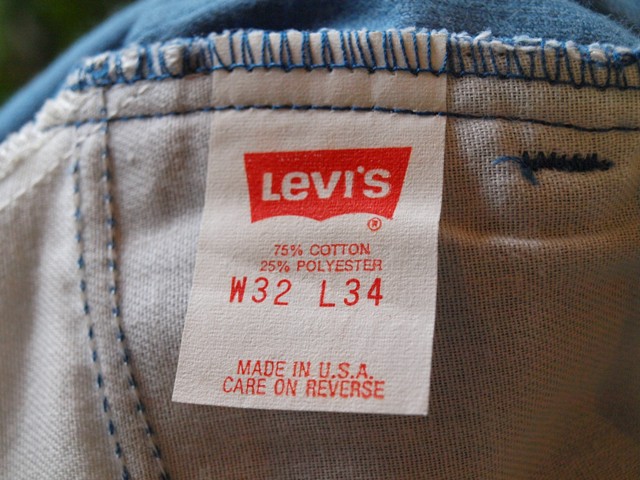 Levi's
®
75% COTTON
25% POLYESTER
W32 L34
MADE IN U.S.A.
CARE ON REVERSE